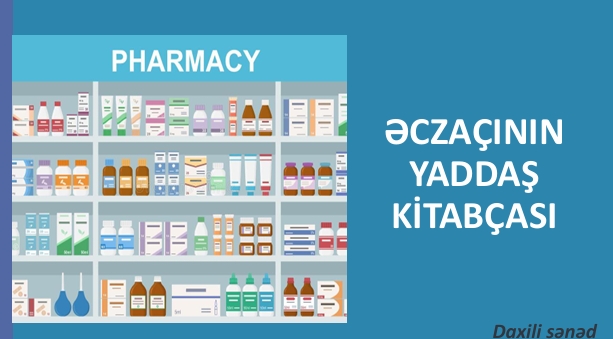 PHARMACY
ƏCZAÇININ
YADDAŞ
KİTABÇASI
Daxili sənəd